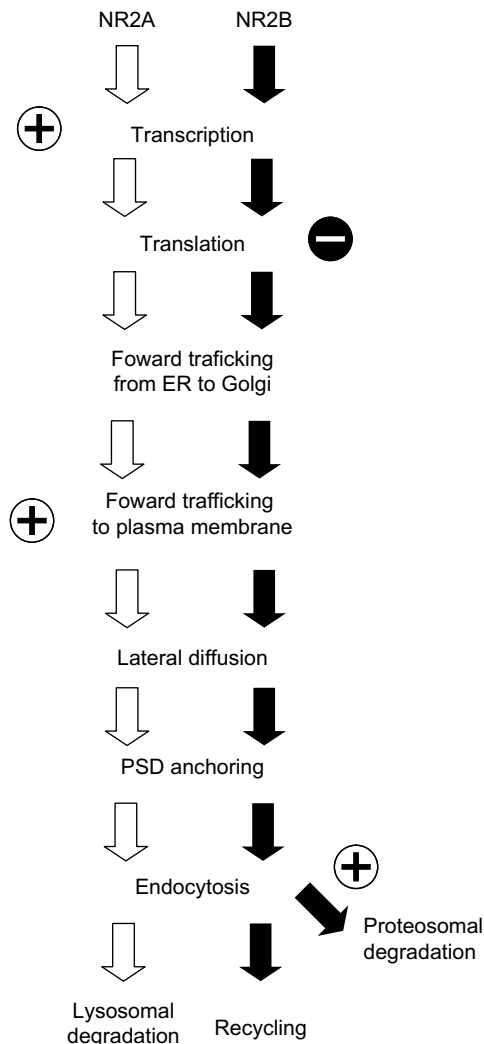 NR2A NR2B
Transcription
Translation
Foward traficking
from ER to Golgi
Foward trafficking
to plasma membrane
Lateral diffusion
PSD anchoring
Endocytosis
Proteosomal
degradation
Lysosomal
degradation
Recycling